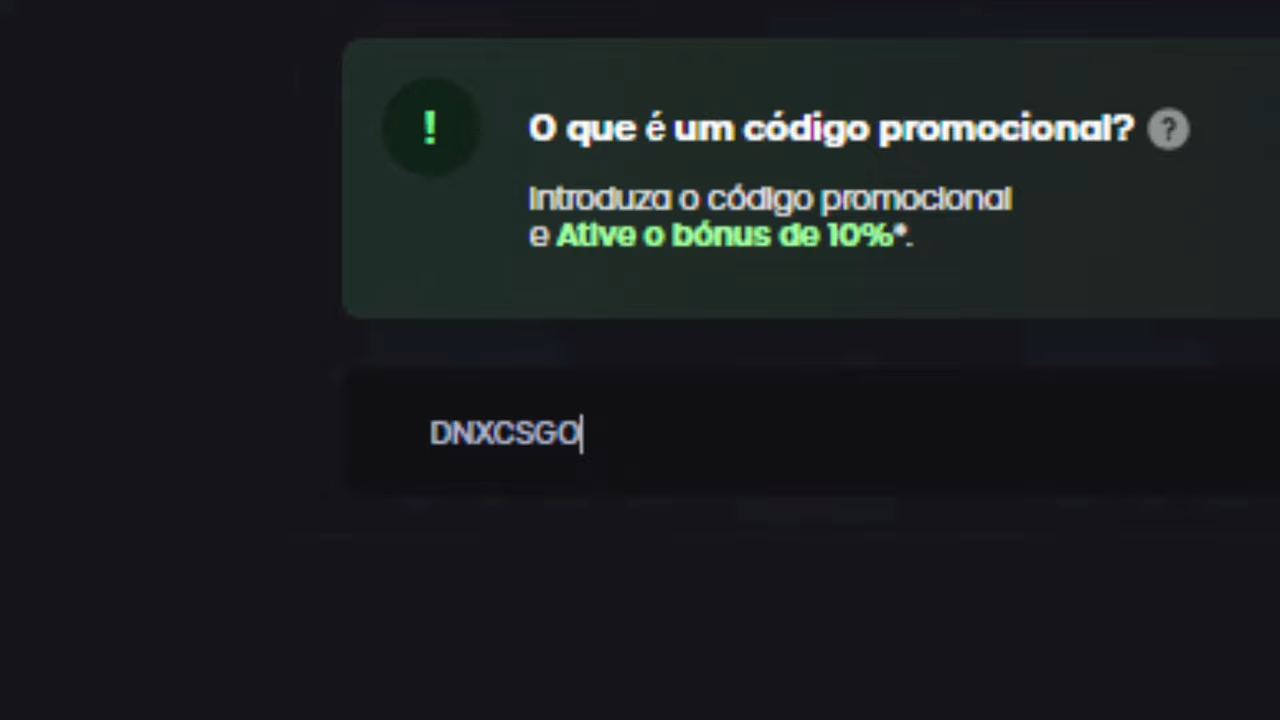 !
O que é um código promocional? ?
Introduza o código promocional
e Ative o bónus de 10%*.
DNXCSGO